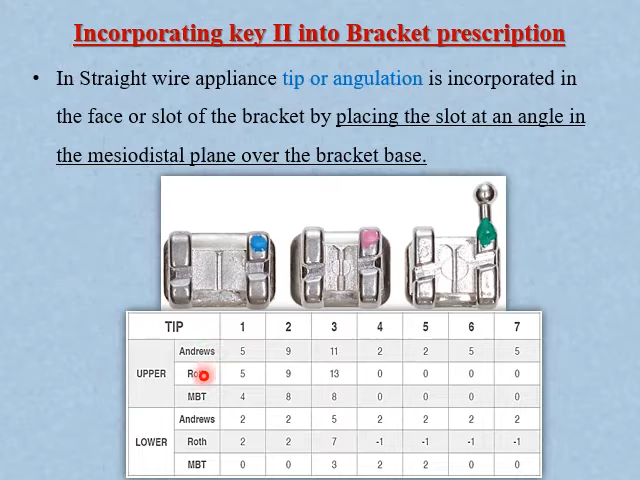 Incorporating key II into Bracket prescription
• In Straight wire appliance tip or angulation is incorporated in
the face or slot of the bracket by placing the slot at an angle in
the mesiodistal plane over the bracket base.
TIP 1 2 3 4 5 6 7
UPPER
Andrews 5 9 11 2 2 5 5
5 9 13 0 0 0 0
MBT 4 8 8 0 0 0 0
LOWER
Andrews 2 2 5 2 2 2 2
Roth 2 2 7 -1 -1 -1 -1
MBT 0 0 3 2 2 0 0